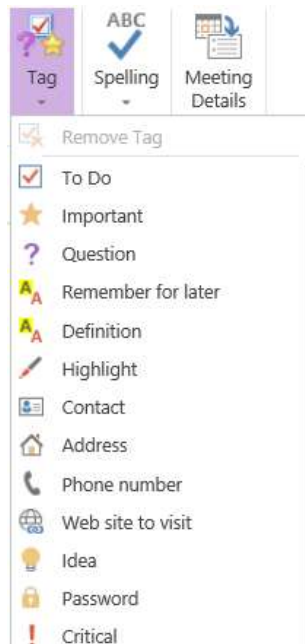 ABC
Tag
Spelling
Meeting
Details
Remove Tag
To Do
Important
? Question
A A Remember for later
A A Definition
Highlight
Contact
Address
Phone number
Web site to visit
Idea
Password
! Critical